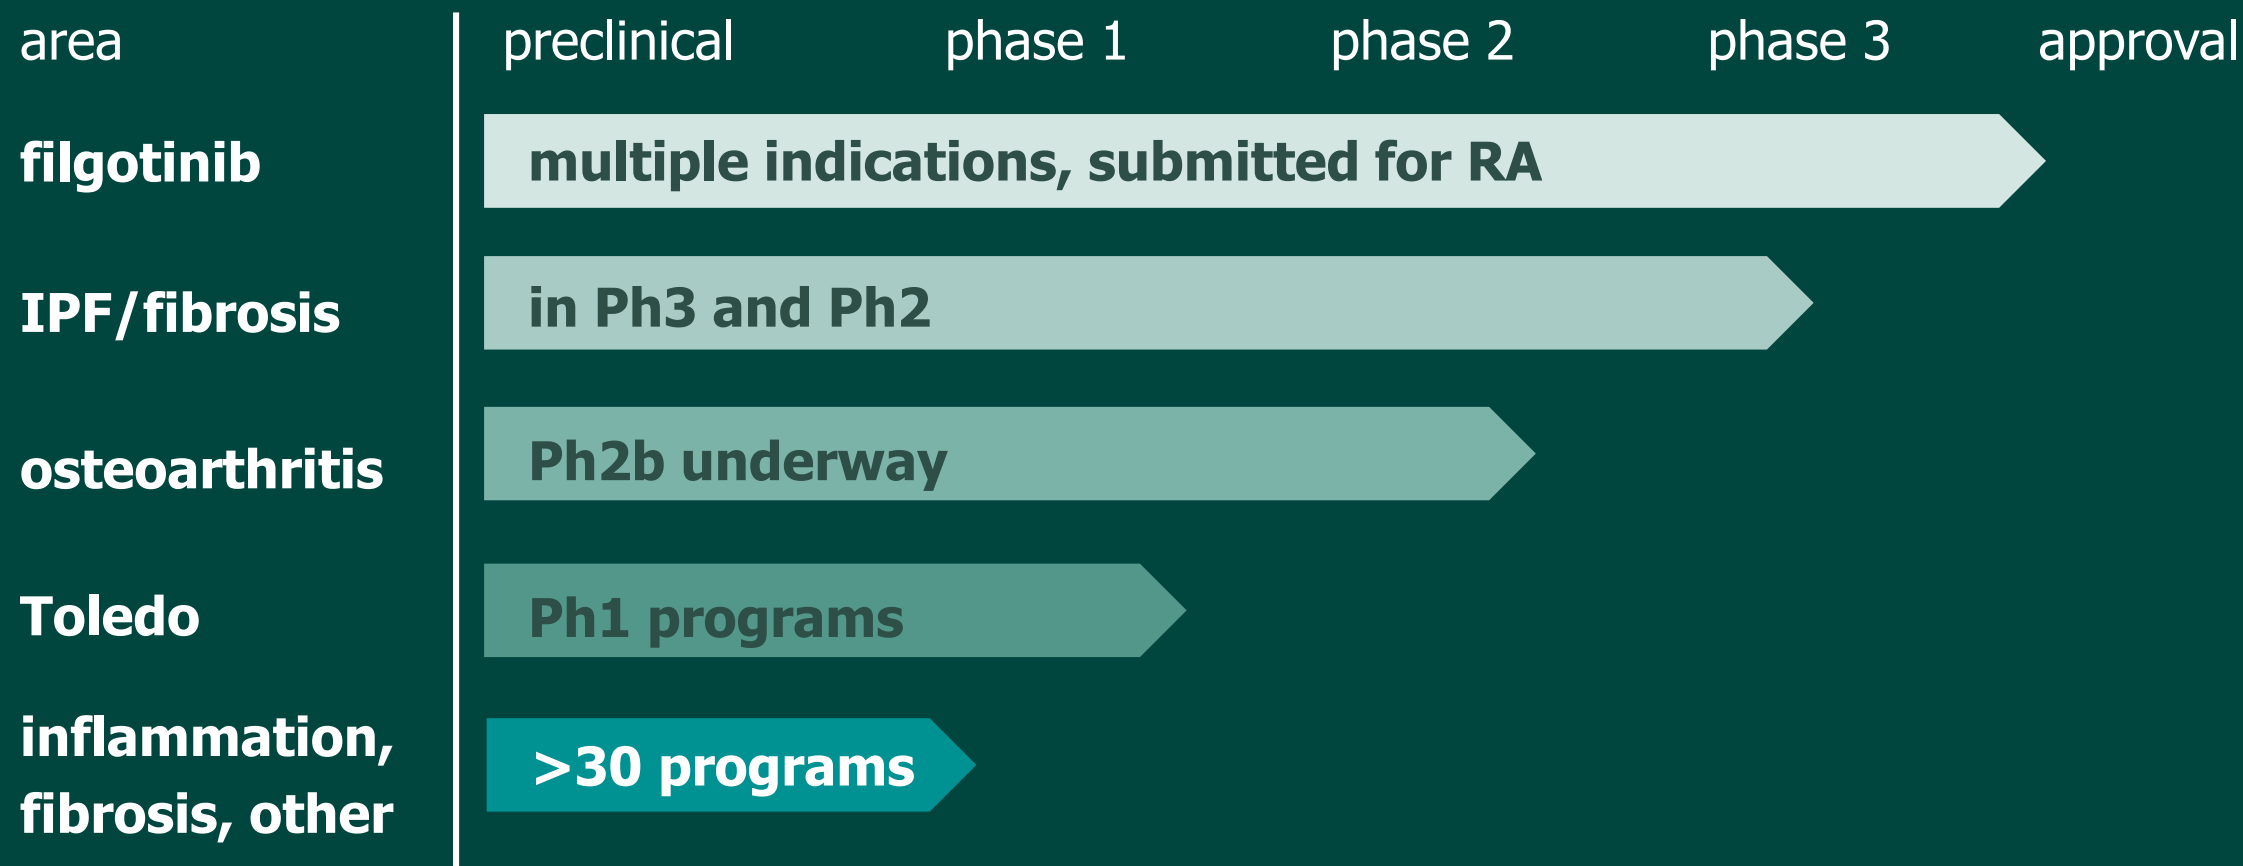 area preclinical phase 1 phase 2 phase 3 approval
filgotinib multiple indications, submitted for RA
IPF/fibrosis in Ph3 and Ph2
osteoarthritis Ph2b underway
Toledo Ph1 programs
inflammation,
fibrosis, other >30 programs